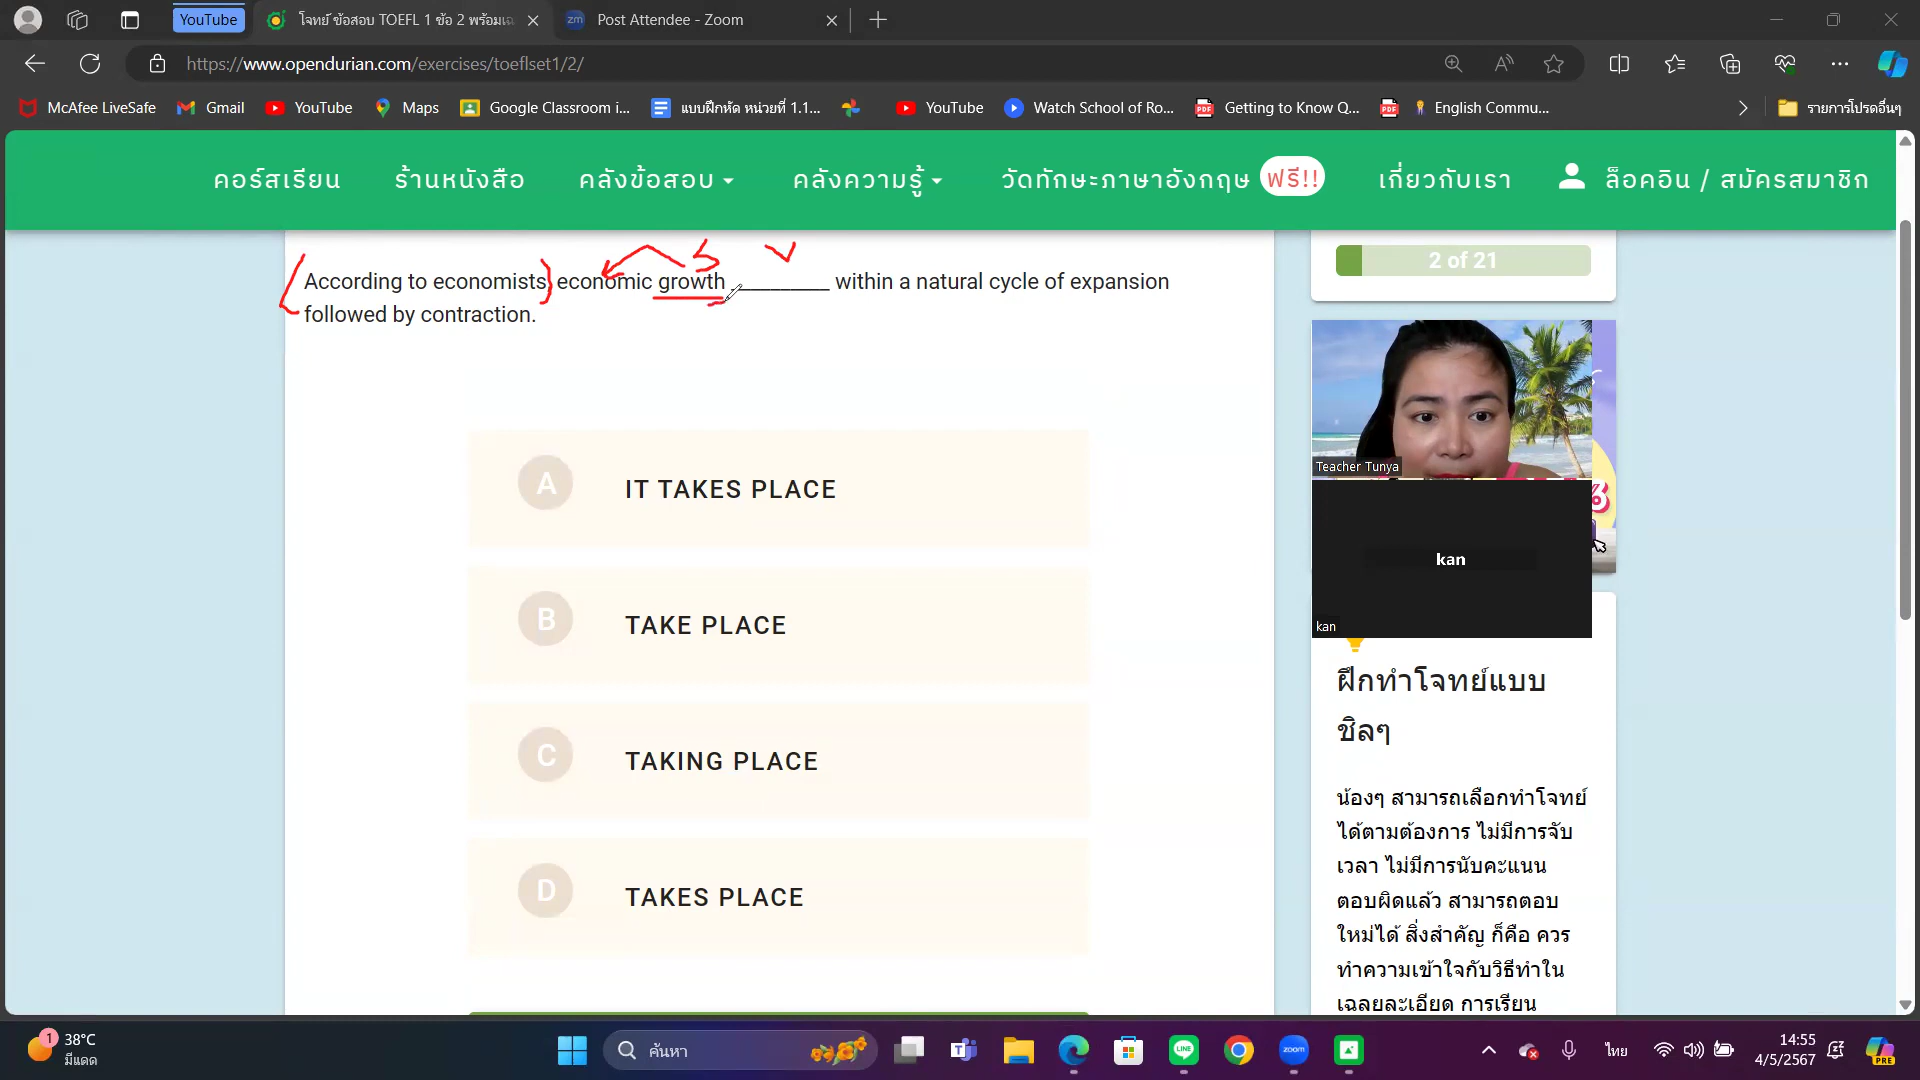 YouTube
โจทย์ ข้อสอบ TOEFL 1 ข้อ 2 พร้อมเฉ
zm Post Attendee - Zoom
https://www.opendurian.com/exercises/toeflset1/2/
McAfee LiveSafe
Gmail
YouTube
Maps
Google Classroom i...
แบบฝึกหัด หน่วยที่ 1.1...
YouTube
Watch School of Ro...
PDF Getting to Know Q...
PDF English Commu...
รายการโปรดอื่นๆ
คอร์สเรียน
ร้านหนังสือ
คลังข้อสอบ
คลังความรู้
วัดทักษะภาษาอังกฤษ ฟรี!!
เกี่ยวกับเรา
ล็อคอิน / สมัครสมาชิก
S V
According to economists, economic growth ________ within a natural cycle of expansion
followed by contraction.
2 of 21
A IT TAKES PLACE
B TAKE PLACE
C TAKING PLACE
D TAKES PLACE
Teacher Tunya
kan
kan
ฝึกทำโจทย์แบบ
ชิลๆ
น้องๆ สามารถเลือกทำโจทย์
ได้ตามต้องการ ไม่มีการจับ
เวลา ไม่มีการนับคะแนน
ตอบผิดแล้ว สามารถตอบ
ใหม่ได้ สิ่งสำคัญ ก็คือ ควร
ทำความเข้าใจกับวิธีทำใน
เฉลยละเอียด การเรียน
1
38°C
มีแดด
ค้นหา
LINE
zoom
ไทย
14:55
4/5/2567
PRE